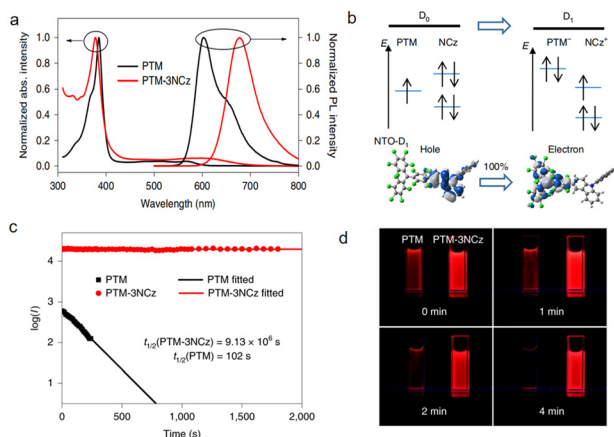 a
Normalized abs. intensity
1.0
0.8
0.6
0.4
0.2
0.0
PTM
PTM-3NCz
1.0
0.8
0.6
0.4
0.2
0.0
Normalized PL intensity
300 400 500 600 700 800
Wavelength (nm)
b
D₀
D₁
E
PTM
NCz
E
PTM⁻
NCz⁺
NTO-D₁
Hole
100%
Electron
c
log(I)
4
3
2
1
PTM
PTM fitted
PTM-3NCz
PTM-3NCz fitted
t₁/₂(PTM-3NCz) = 9.13 × 10⁶ s
t₁/₂(PTM) = 102 s
0 500 1,000 1,500 2,000
Time (s)
d
PTM PTM-3NCz
0 min
1 min
2 min
4 min